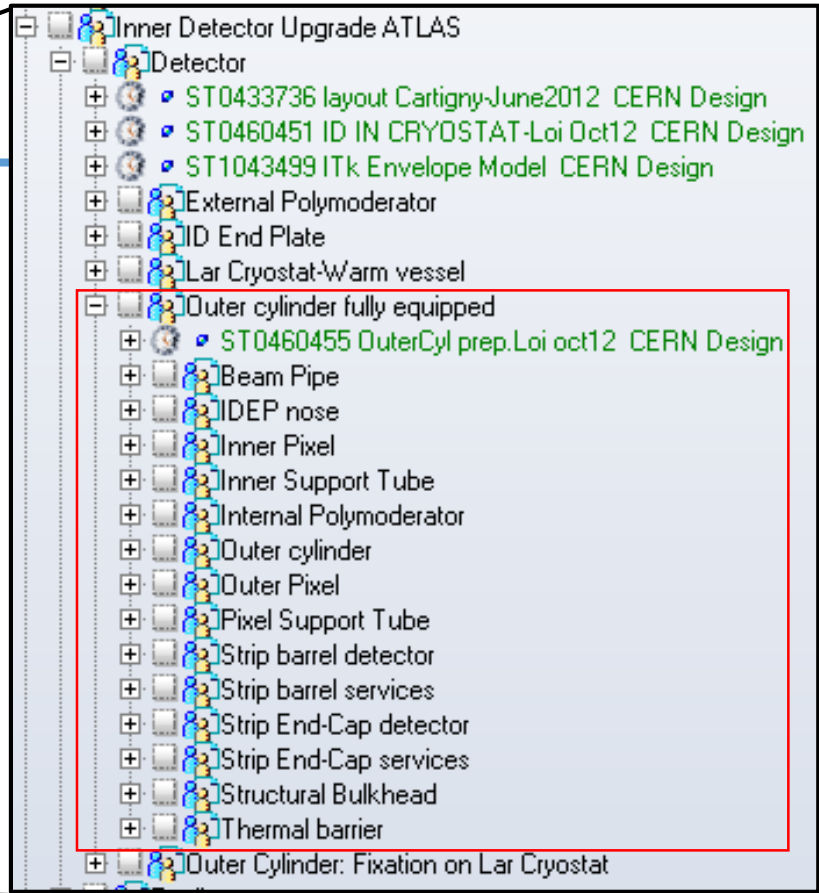 Inner Detector Upgrade ATLAS
Detector
ST0433736 layout Cartigny-June2012 CERN Design
ST0460451 ID IN CRYOSTAT-Loi Oct12 CERN Design
ST1043499 ITk Envelope Model CERN Design
External Polymoderator
ID End Plate
Lar Cryostat-Warm vessel
Outer cylinder fully equipped
ST0460455 OuterCyl prep.Loi oct12 CERN Design
Beam Pipe
IDEP nose
Inner Pixel
Inner Support Tube
Internal Polymoderator
Outer cylinder
Outer Pixel
Pixel Support Tube
Strip barrel detector
Strip barrel services
Strip End-Cap detector
Strip End-Cap services
Structural Bulkhead
Thermal barrier
Outer Cylinder: Fixation on Lar Cryostat